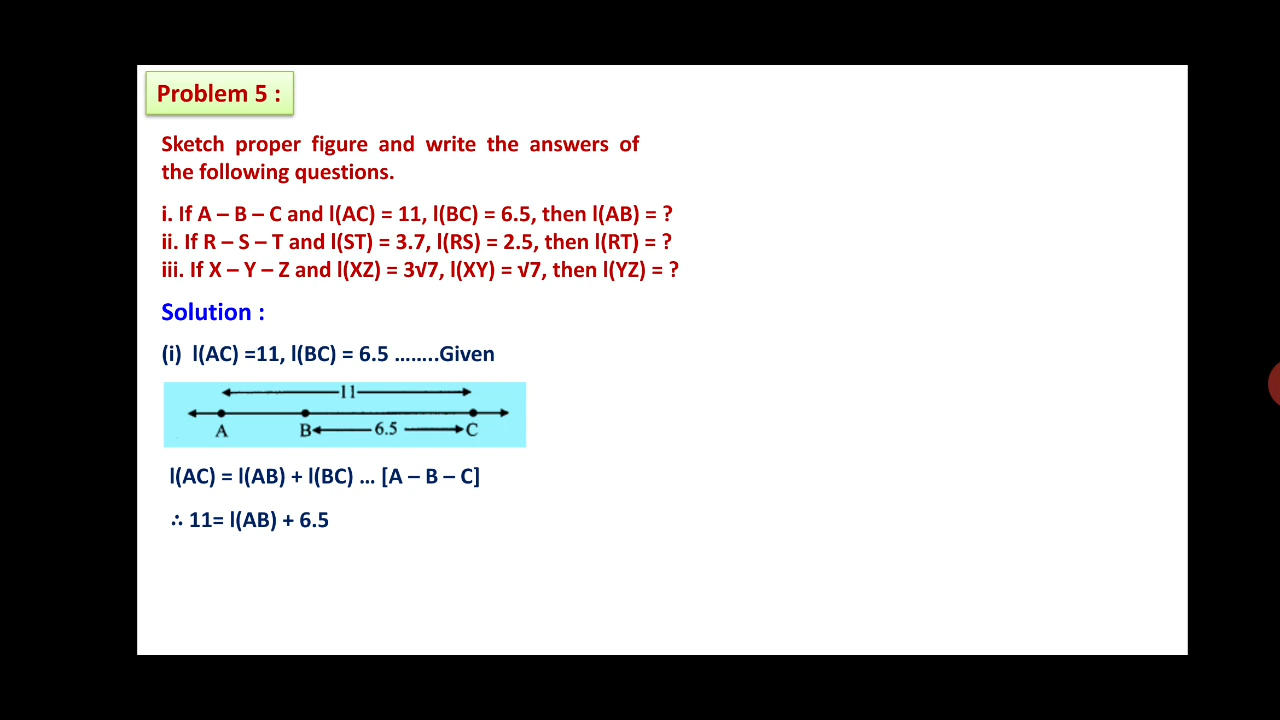 Problem 5 :
Sketch proper figure and write the answers of
the following questions.
i. If A – B – C and l(AC) = 11, l(BC) = 6.5, then l(AB) = ?
ii. If R – S – T and l(ST) = 3.7, l(RS) = 2.5, then l(RT) = ?
iii. If X – Y – Z and l(XZ) = 3√7, l(XY) = √7, then l(YZ) = ?
Solution :
(i) l(AC) =11, l(BC) = 6.5 ........Given
11
A B 6.5 C
l(AC) = l(AB) + l(BC) ... [A – B – C]
∴ 11= l(AB) + 6.5